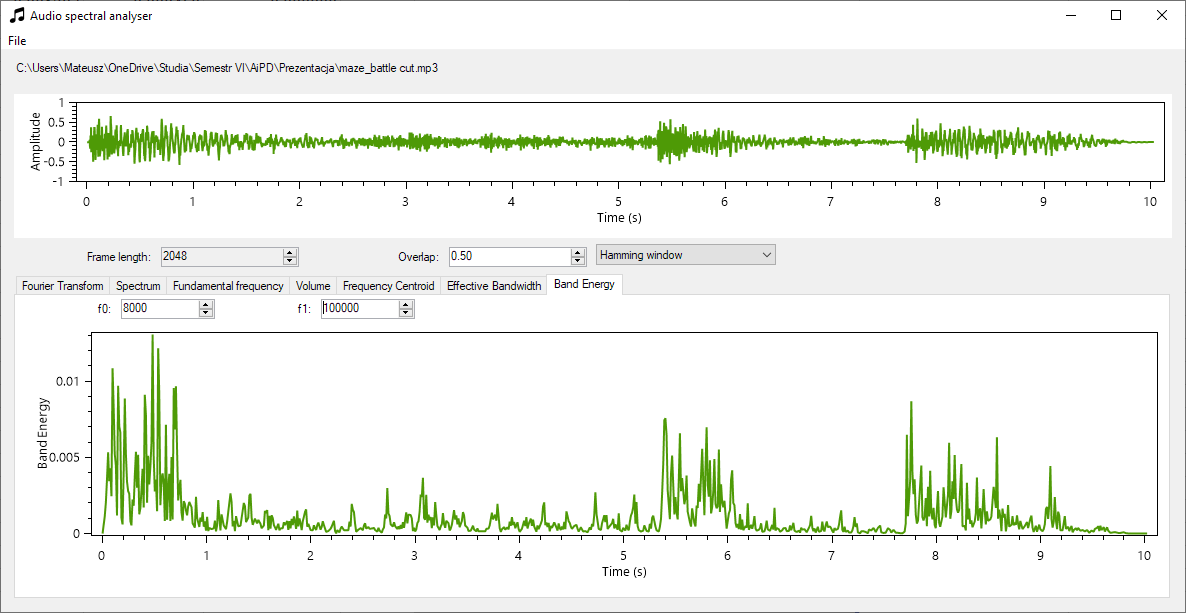 Audio spectral analyser
File
C:\Users\Mateusz\OneDrive\Studia\Semestr VI\AiPD\Prezentacja\maze_battle cut.mp3
1
0.5
0
-0.5
-1
Amplitude
0 1 2 3 4 5 6 7 8 9 10
Time (s)
Frame length: 2048 Overlap: 0.50 Hamming window
Fourier Transform Spectrum Fundamental frequency Volume Frequency Centroid Effective Bandwidth Band Energy
f0: 8000 f1: 100000
0.01
0.005
0
Band Energy
0 1 2 3 4 5 6 7 8 9 10
Time (s)